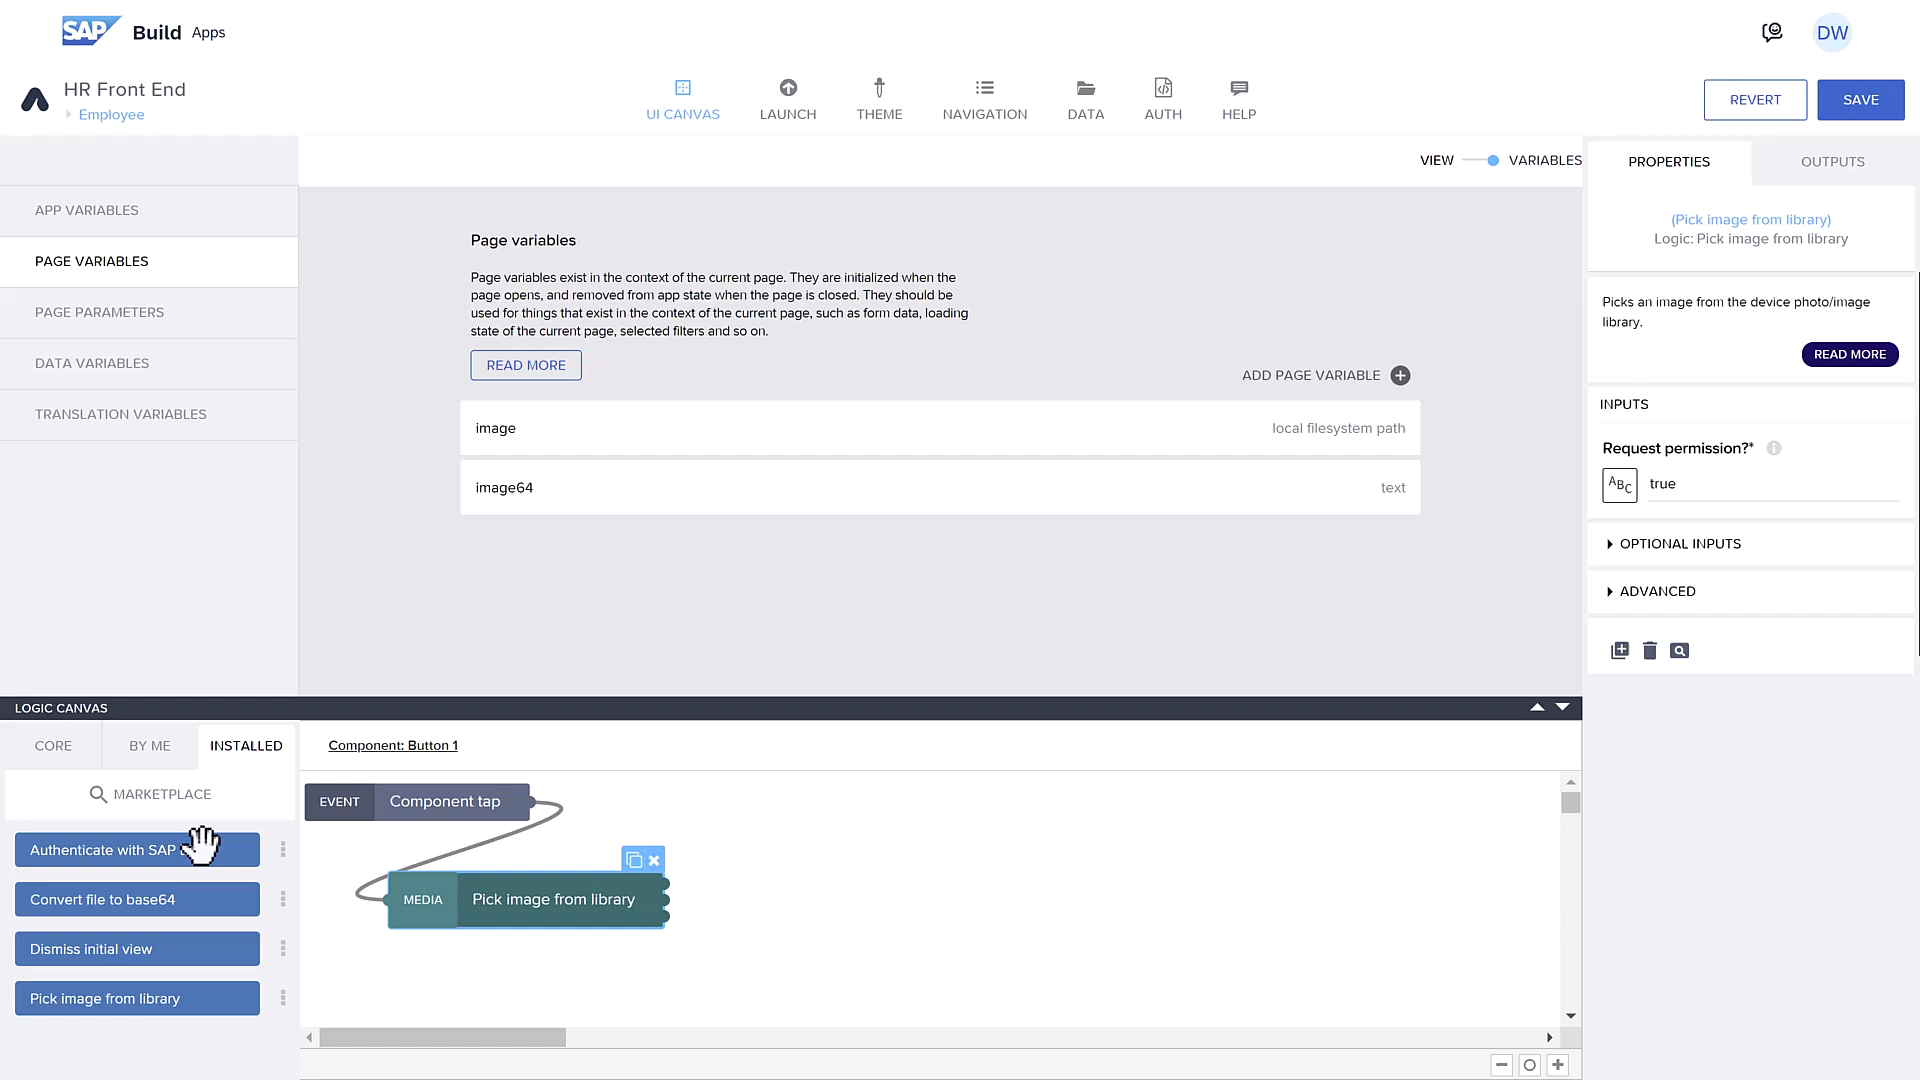 SAP Build Apps
DW
HR Front End
Employee
UI CANVAS
LAUNCH
THEME
NAVIGATION
DATA
AUTH
HELP
REVERT
SAVE
VIEW
VARIABLES
PROPERTIES
OUTPUTS
APP VARIABLES
PAGE VARIABLES
PAGE PARAMETERS
DATA VARIABLES
TRANSLATION VARIABLES
Page variables
Page variables exist in the context of the current page. They are initialized when the
page opens, and removed from app state when the page is closed. They should be
used for things that exist in the context of the current page, such as form data, loading
state of the current page, selected filters and so on.
READ MORE
ADD PAGE VARIABLE
image
local filesystem path
image64
text
(Pick image from library)
Logic: Pick image from library
Picks an image from the device photo/image
library.
READ MORE
INPUTS
Request permission?*
ABC
true
OPTIONAL INPUTS
ADVANCED
LOGIC CANVAS
CORE
BY ME
INSTALLED
MARKETPLACE
Authenticate with SAP
Convert file to base64
Dismiss initial view
Pick image from library
Component: Button 1
EVENT
Component tap
MEDIA
Pick image from library